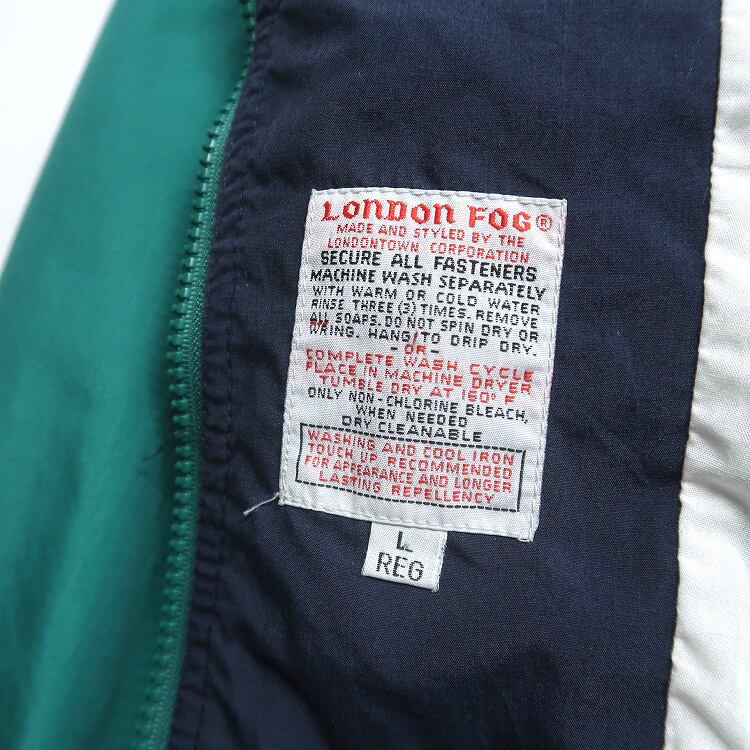 LONDON FOG®
MADE AND STYLED BY THE
LONDONTOWN CORPORATION
SECURE ALL FASTENERS
MACHINE WASH SEPARATELY
WITH WARM OR COLD WATER
RINSE THREE (3) TIMES. REMOVE
ALL SOAPS. DO NOT SPIN DRY OR
WRING. HANG TO DRIP DRY.
-OR-
COMPLETE WASH CYCLE
PLACE IN MACHINE DRYER
TUMBLE DRY AT 160° F
ONLY NON-CHLORINE BLEACH,
WHEN NEEDED
DRY CLEANABLE
WASHING AND COOL IRON
TOUCH UP RECOMMENDED
FOR APPEARANCE AND LONGER
LASTING REPELLENCY
L
REG